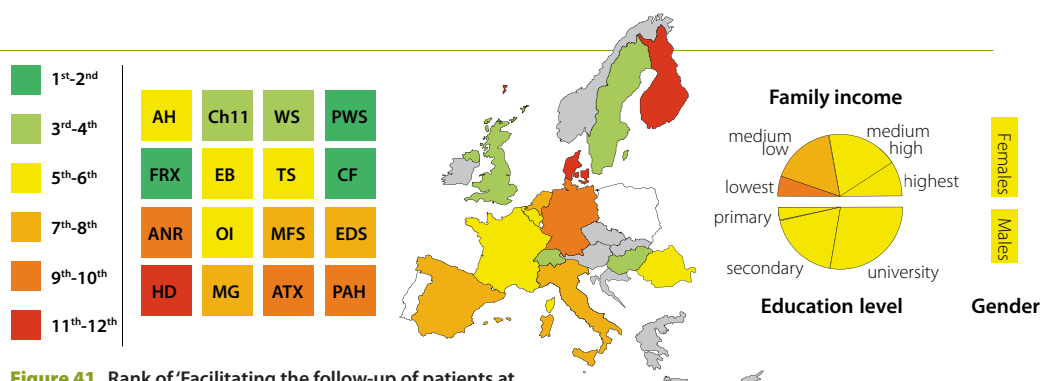 1st-2nd
3rd-4th
5th-6th
7th-8th
9th-10th
11th-12th
AH Ch11 WS PWS
FRX EB TS CF
ANR OI MFS EDS
HD MG ATX PAH
Family income
medium low
medium high
lowest
highest
primary
secondary
university
Education level
Females
Males
Gender
Figure 41 Rank of ‘Facilitating the follow-up of patients at